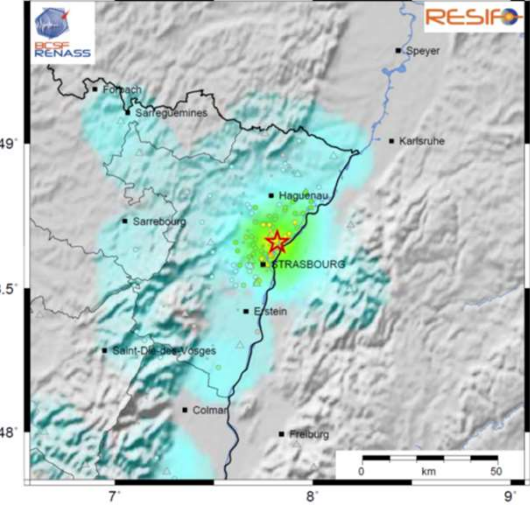 BCSF
RENASS
RESIF
Speyer
Forbach
Sarreguemines
49°
Karlsruhe
Haguenau
Sarrebourg
STRASBOURG
.5°
Erstein
Saint-Dié-des-Vosges
Colmar
48°
Freiburg
0 km 50
7° 8° 9°